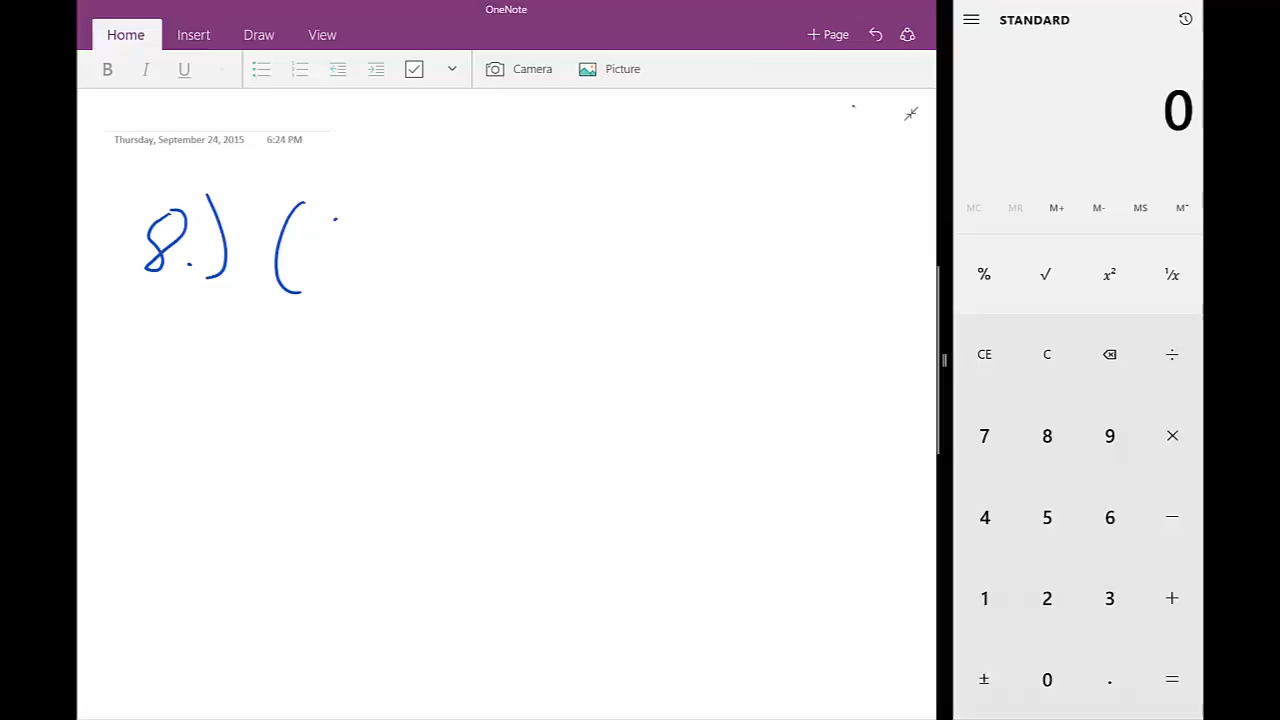 OneNote
Home Insert Draw View + Page
B I U Camera Picture
Thursday, September 24, 2015 6:24 PM
8.) (
STANDARD
0
MC MR M+ M- MS M˅
% √ x² ¹/x
CE C ÷
7 8 9 ×
4 5 6 −
1 2 3 +
± 0 . =